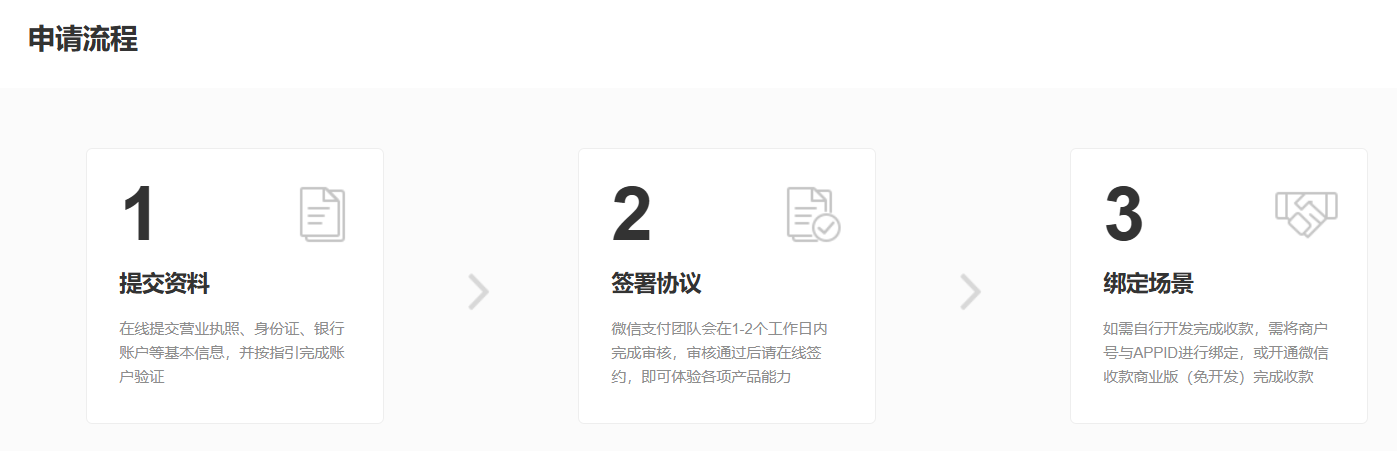 申请流程
1
提交资料
在线提交营业执照、身份证、银行
账户等基本信息，并按指引完成账
户验证
2
签署协议
微信支付团队会在1-2个工作日内
完成审核，审核通过后请在线签
约，即可体验各项产品能力
3
绑定场景
如需自行开发完成收款，需将商户
号与APPID进行绑定，或开通微信
收款商业版（免开发）完成收款